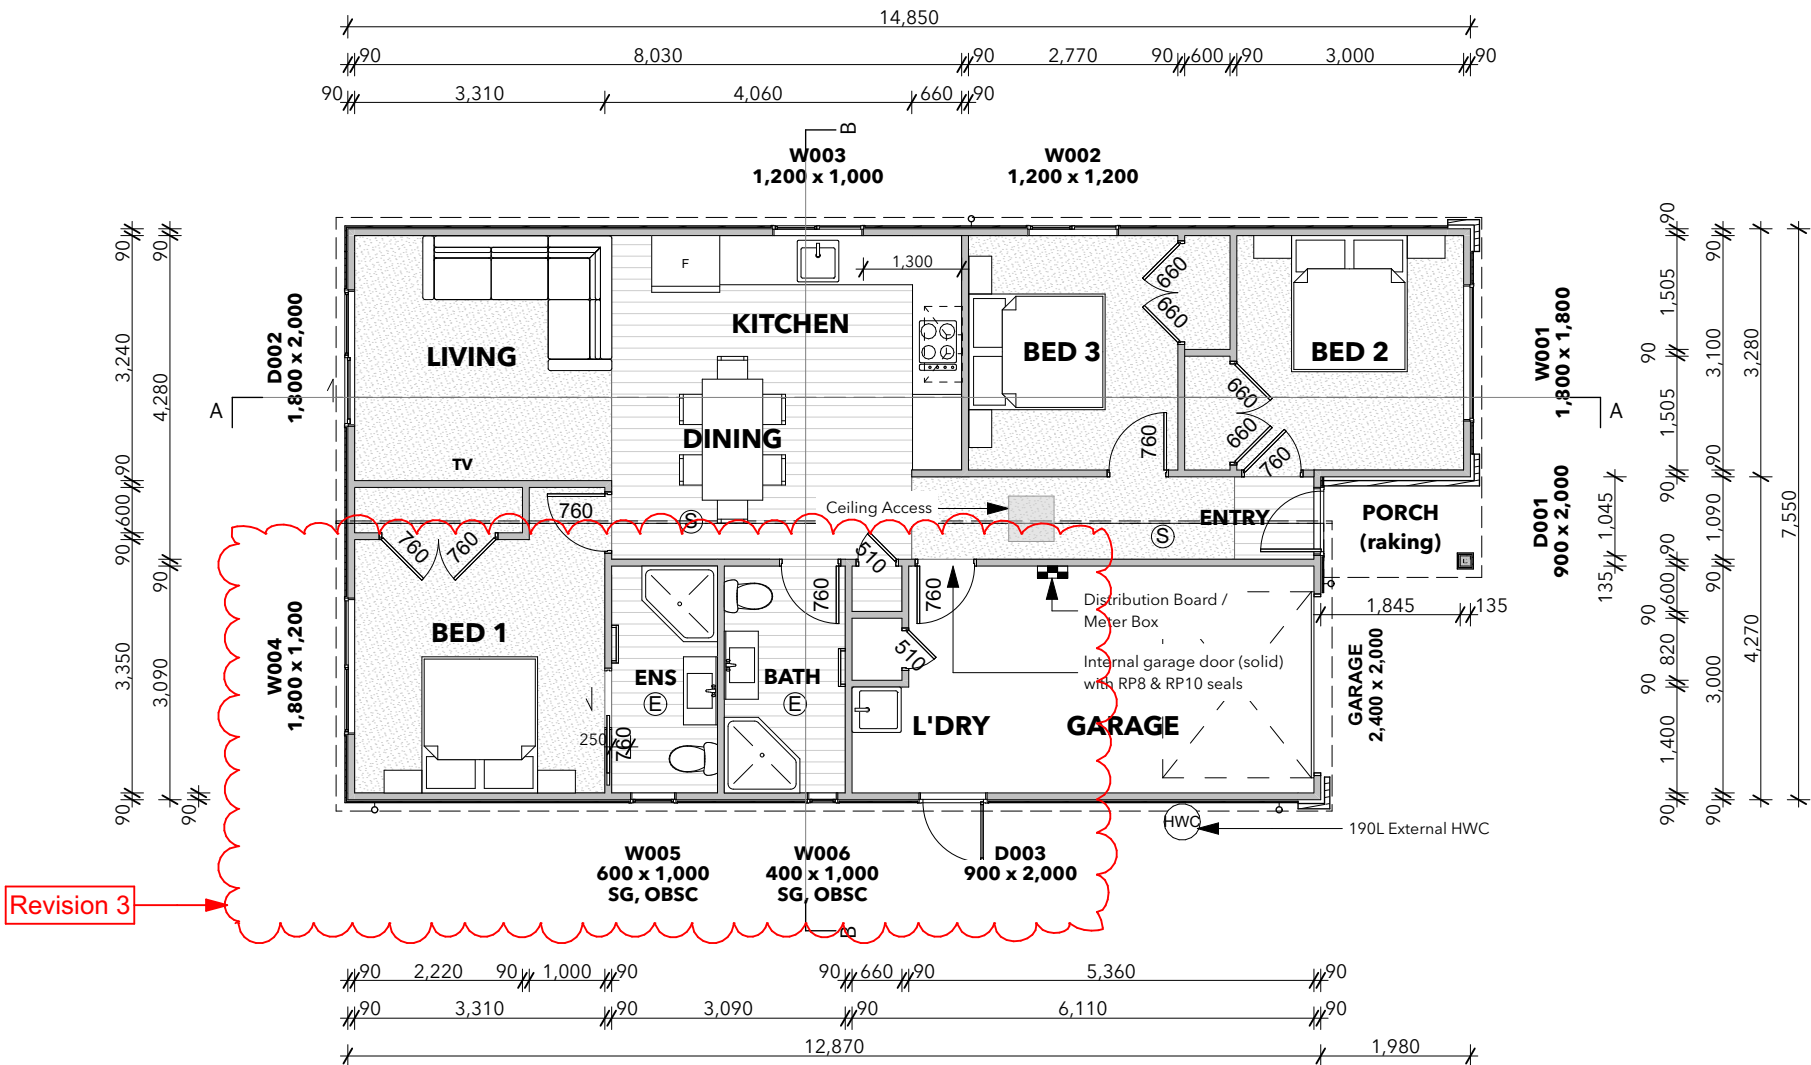 14,850
90 8,030 90 2,770 90 600 90 3,000 90
90 3,310 4,060 660 90
B
W003
1,200 x 1,000
W002
1,200 x 1,200
90 90
3,240
4,280
90
600
90
90
3,350
3,090
90 90
D002
1,800 x 2,000
A
W004
1,800 x 1,200
F
1,300
KITCHEN
LIVING
BED 3
BED 2
660
660
660
660
DINING
TV
760
760
760
Ceiling Access
S
S
ENTRY
PORCH
(raking)
760
760
510
760
760
510
Distribution Board /
Meter Box
Internal garage door (solid)
with RP8 & RP10 seals
BED 1
ENS
E
BATH
E
250
760
L'DRY
GARAGE
HWC
190L External HWC
W001
1,800 x 1,800
A
D001
900 x 2,000
GARAGE
2,400 x 2,000
1,845 135
90
1,505
90
1,505
90
1,045
135
90
600
90
820
90
1,400
90
90
3,100
90
1,090
90
3,000
90
3,280
4,270
7,550
W005
600 x 1,000
SG, OBSC
W006
400 x 1,000
SG, OBSC
D003
900 x 2,000
B
Revision 3
90 2,220 90 1,000 90 90 660 90 5,360 90
90 3,310 90 3,090 90 6,110 90
12,870 1,980